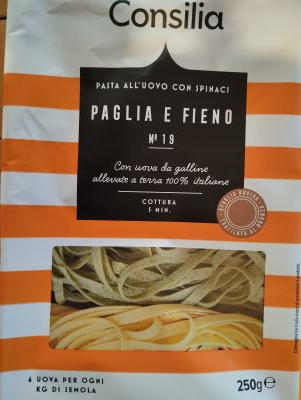 Consilia
PASTA ALL'UOVO CON SPINACI
PAGLIA E FIENO
Nº 19
Con uova da galline
allevate a terra 100% italiane
COTTURA
5 MIN.
6 UOVA PER OGNI
KG DI SEMOLA
250g e